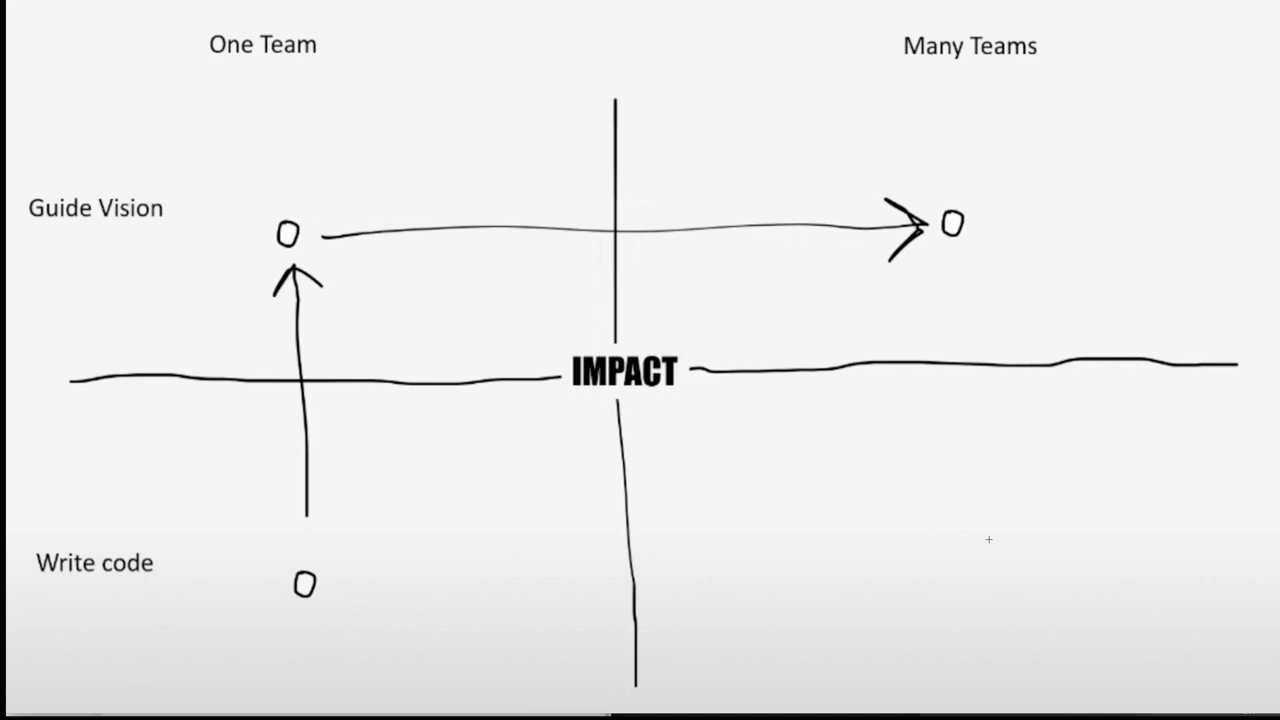 One Team
Many Teams
Guide Vision
IMPACT
Write code